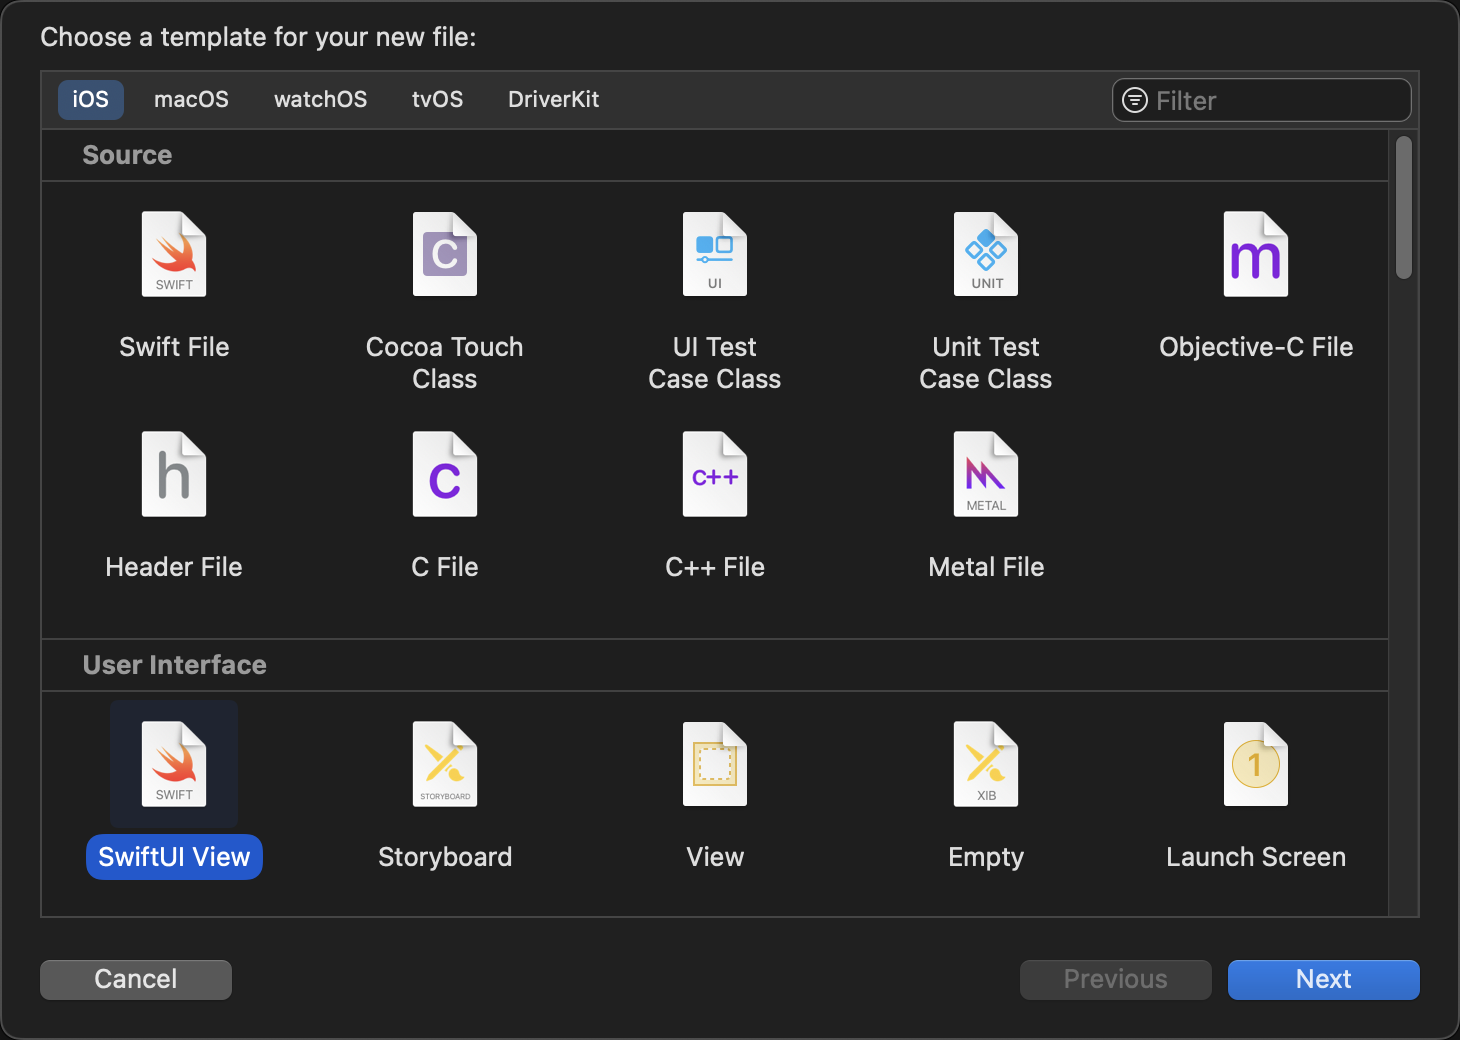 Choose a template for your new file:
iOS macOS watchOS tvOS DriverKit Filter
Source
SWIFT C UI UNIT m
Swift File Cocoa Touch Class UI Test Case Class Unit Test Case Class Objective-C File
h C C++ METAL
Header File C File C++ File Metal File
User Interface
SWIFT STORYBOARD XIB 1
SwiftUI View Storyboard View Empty Launch Screen
Cancel Previous Next